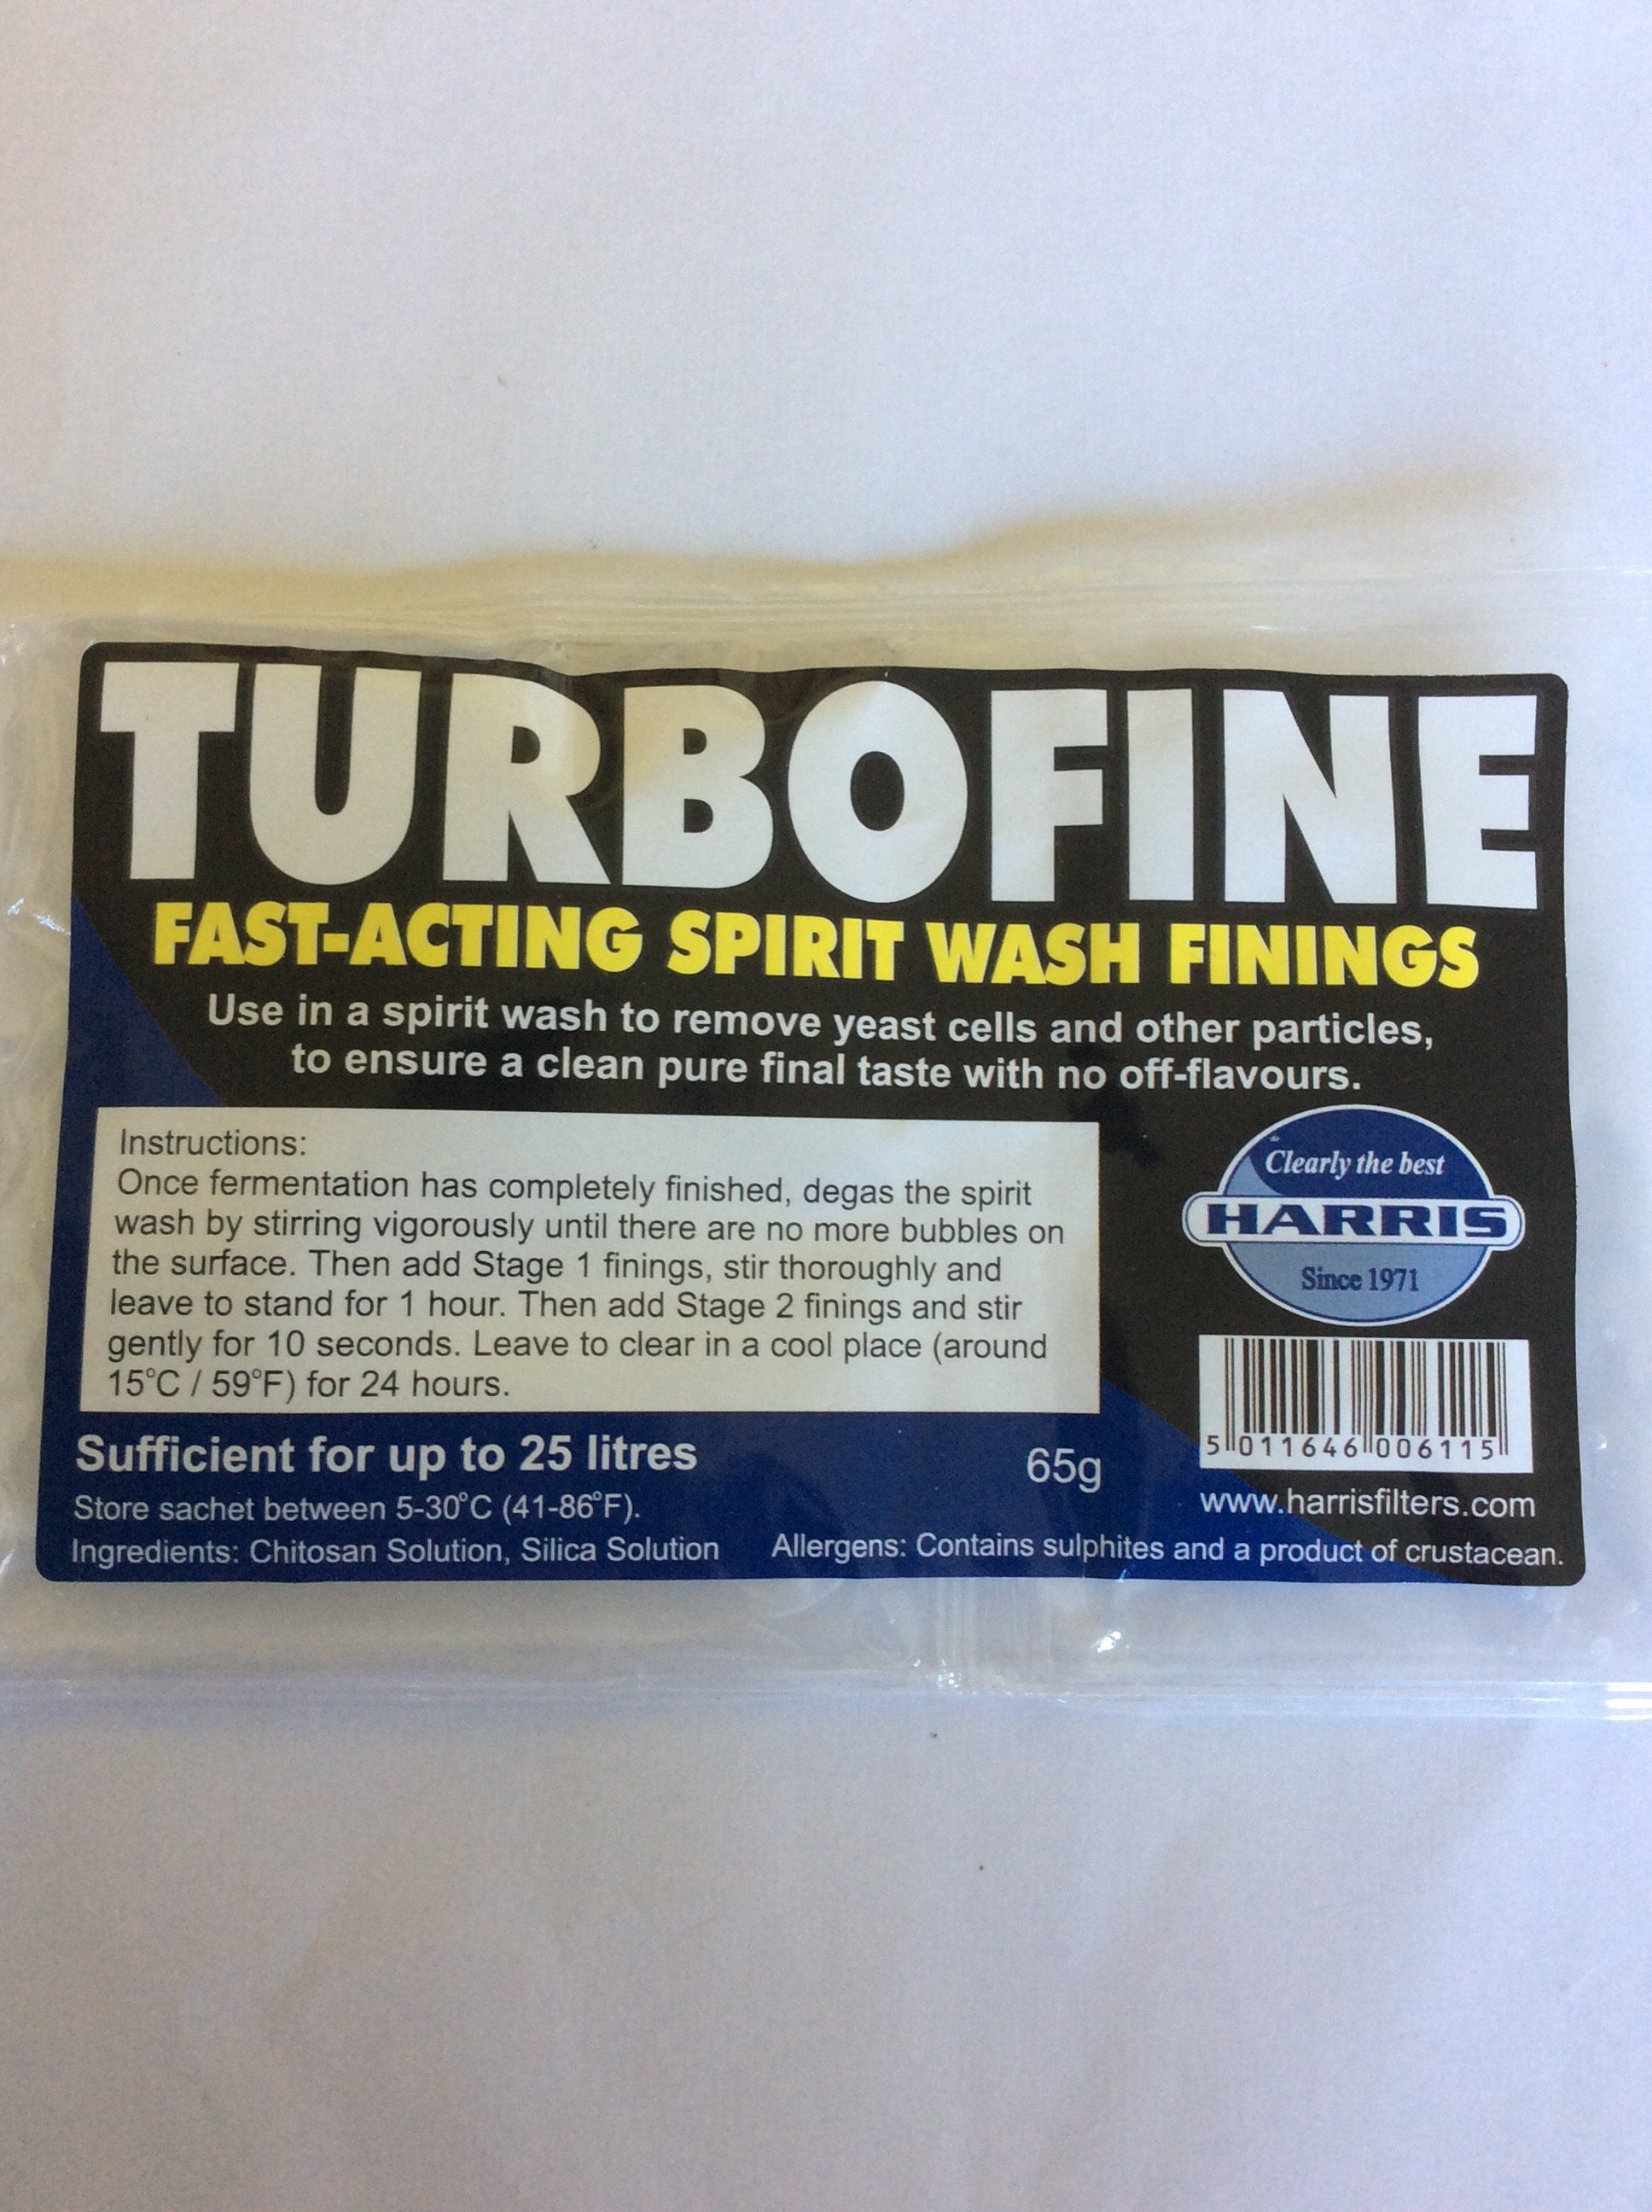 TURBOFINE
FAST-ACTING SPIRIT WASH FININGS
Use in a spirit wash to remove yeast cells and other particles,
to ensure a clean pure final taste with no off-flavours.
Instructions:
Once fermentation has completely finished, degas the spirit
wash by stirring vigorously until there are no more bubbles on
the surface. Then add Stage 1 finings, stir thoroughly and
leave to stand for 1 hour. Then add Stage 2 finings and stir
gently for 10 seconds. Leave to clear in a cool place (around
15°C / 59°F) for 24 hours.
Clearly the best
HARRIS
Since 1971
5 011646 006115
www.harrisfilters.com
Sufficient for up to 25 litres
65g
Store sachet between 5-30°C (41-86°F).
Ingredients: Chitosan Solution, Silica Solution
Allergens: Contains sulphites and a product of crustacean.